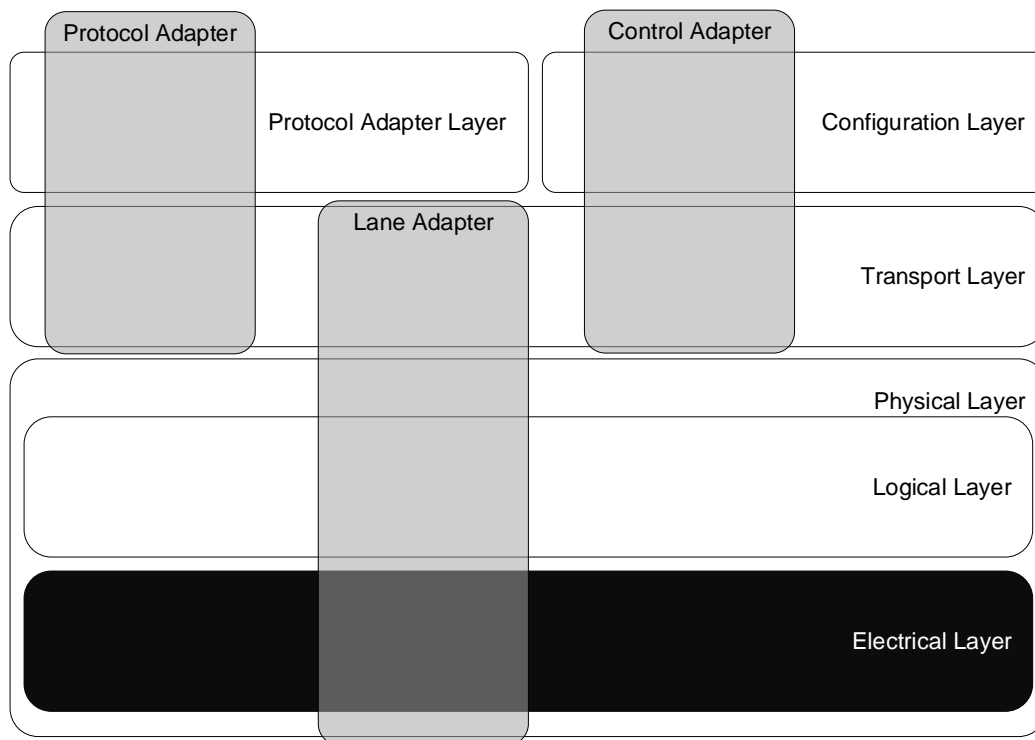 Protocol Adapter
Control Adapter
Protocol Adapter Layer
Configuration Layer
Lane Adapter
Transport Layer
Physical Layer
Logical Layer
Electrical Layer